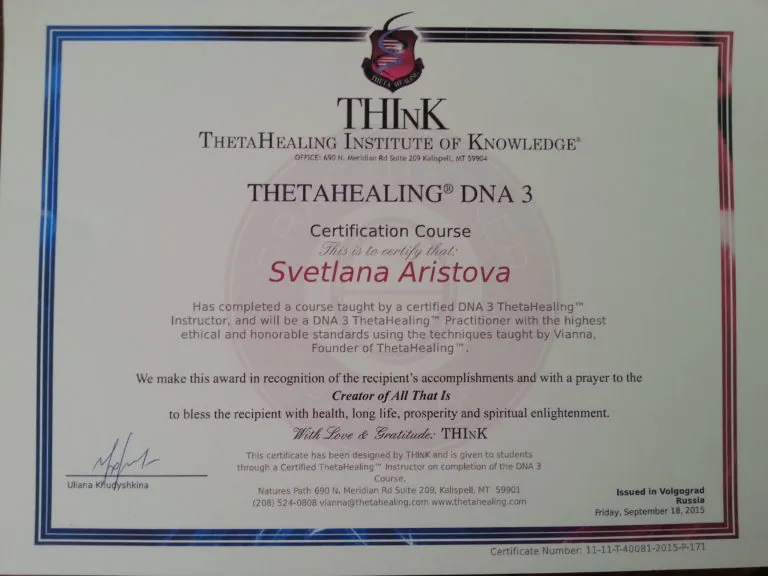 THETA HEALING
THInK
THETAHEALING INSTITUTE OF KNOWLEDGE®
OFFICE: 690 N. Meridian Rd Suite 209 Kalispell, MT 59904
THETAHEALING® DNA 3
Certification Course
This is to certify that:
Svetlana Aristova
Has completed a course taught by a certified DNA 3 ThetaHealing™
Instructor, and will be a DNA 3 ThetaHealing™ Practitioner with the highest
ethical and honorable standards using the techniques taught by Vianna,
Founder of ThetaHealing™.
We make this award in recognition of the recipient's accomplishments and with a prayer to the
Creator of All That Is
to bless the recipient with health, long life, prosperity and spiritual enlightenment.
With Love & Gratitude: THInK
This certificate has been designed by THInK and is given to students
through a Certified ThetaHealing™ Instructor on completion of the DNA 3
Course.
Natures Path 690 N. Meridian Rd Suite 209, Kalispell, MT 59901
(208) 524-0808 vianna@thetahealing.com www.thetahealing.com
Uliana Khudyshkina
Issued in Volgograd
Russia
Friday, September 18, 2015
Certificate Number: 11-11-T-40081-2015-P-171